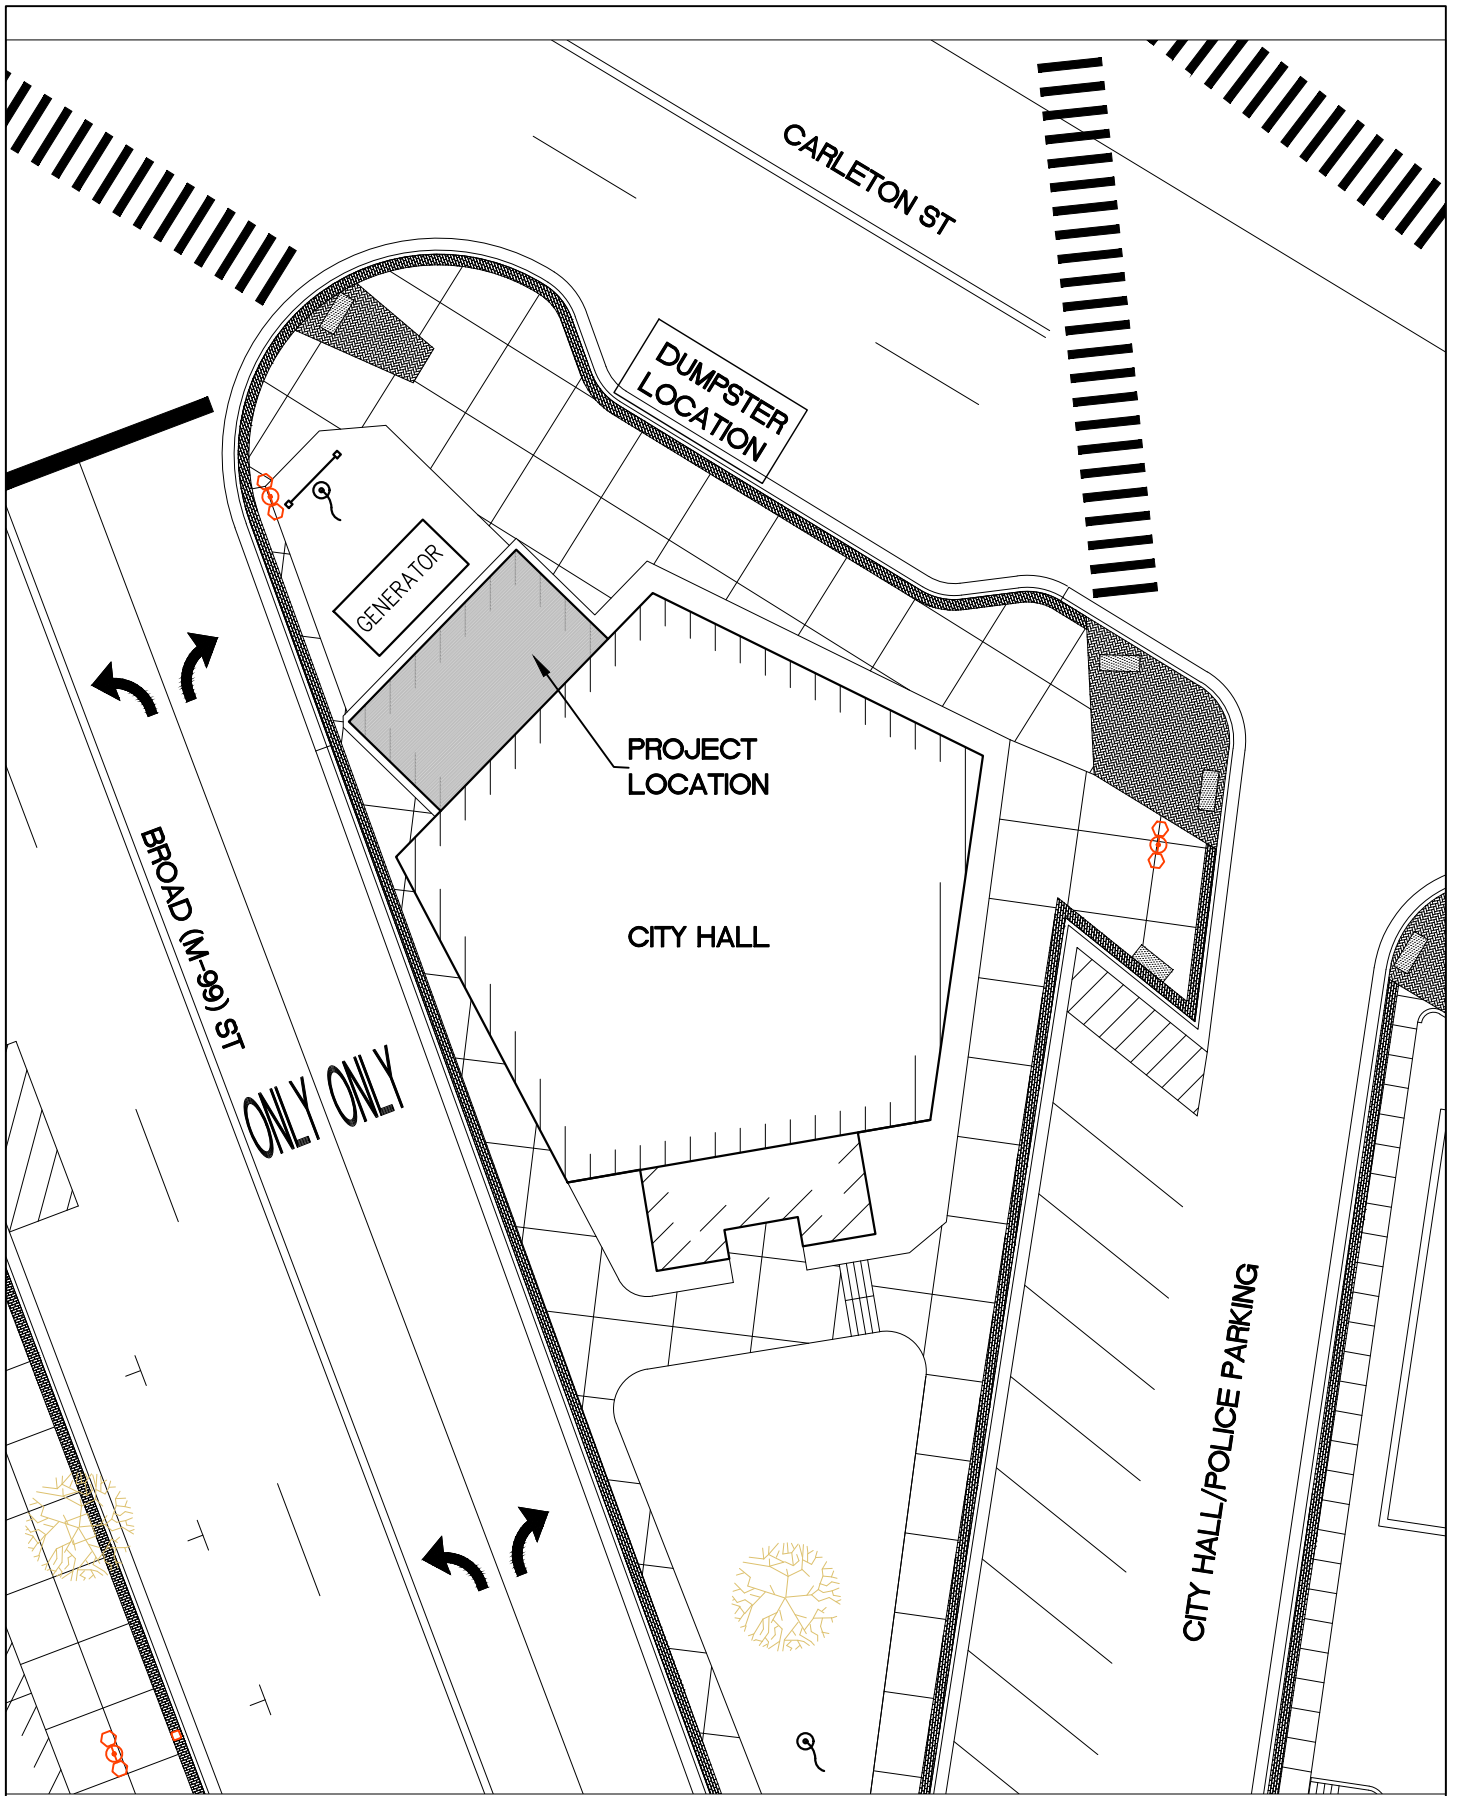 CARLETON ST
DUMPSTER
LOCATION
GENERATOR
PROJECT
LOCATION
BROAD (M-99) ST
CITY HALL
ONLY ONLY
CITY HALL/POLICE PARKING